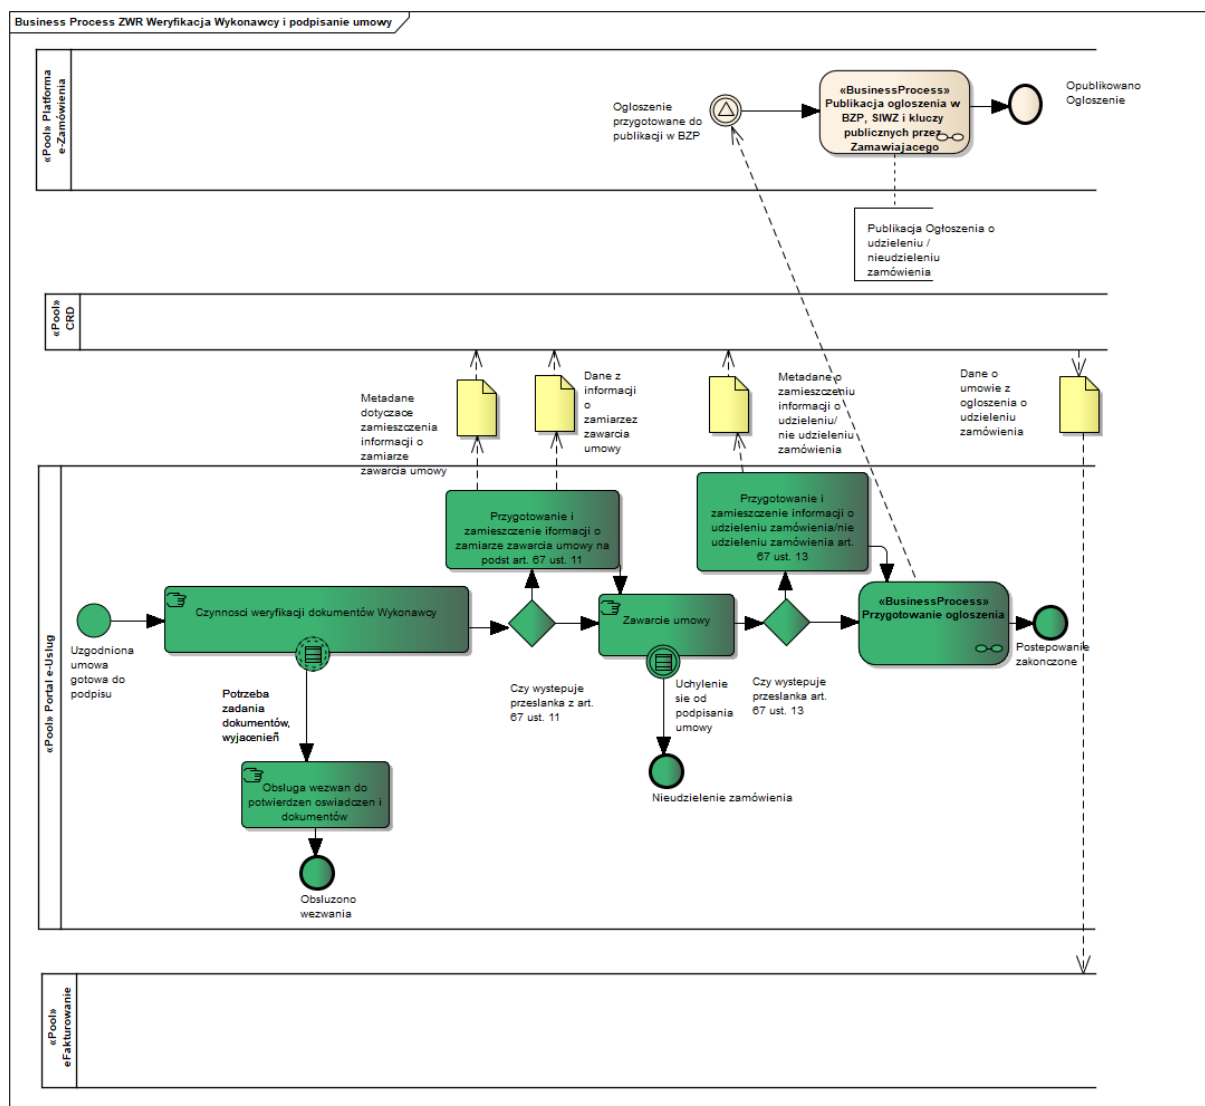 Business Process ZWR Weryfikacja Wykonawcy i podpisanie umowy
«Pool» Platforma
e-Zamówienia
Ogloszenie
przygotowane do
publikacji w BZP
«BusinessProcess»
Publikacja ogloszenia w
BZP, SIWZ i kluczy
publicznych przez
Zamawiajacego
Opublikowano
Ogloszenie
Publikacja Ogłoszenia o
udzieleniu /
nieudzieleniu
zamówienia
«Pool»
CRD
Metadane
dotyczace
zamieszczenia
informacji o
zamiarze
zawarcia umowy
Dane z
informacji
o
zamiarzez
zawarcia
umowy
Metadane o
zamieszczeniu
informacji o
udzieleniu/
nie udzieleniu
zamówienia
Dane o
umowie z
ogloszenia o
udzieleniu
zamówienia
«Pool» Portal e-Uslug
Przygotowanie i
zamieszczenie iformacji o
zamiarze zawarcia umowy na
podst art. 67 ust. 11
Przygotowanie i
zamieszczenie informacji o
udzieleniu zamówienia/nie
udzieleniu zamówienia art.
67 ust. 13
Uzgodniona
umowa
gotowa do
podpisu
Czynnosci weryfikacji dokumentów Wykonawcy
Zawarcie umowy
«BusinessProcess»
Przygotowanie ogloszenia
Postepowanie
zakonczone
Potrzeba
zadania
dokumentów,
wyjacenień
Czy wystepuje
przeslanka z art.
67 ust. 11
Uchylenie
sie od
podpisania
umowy
Czy wystepuje
przeslanka art.
67 ust. 13
Obsluga wezwan do
potwierdzen oswiadczen i
dokumentów
Nieudzielenie zamówienia
Obsluzono
wezwania
«Pool»
eFakturowanie